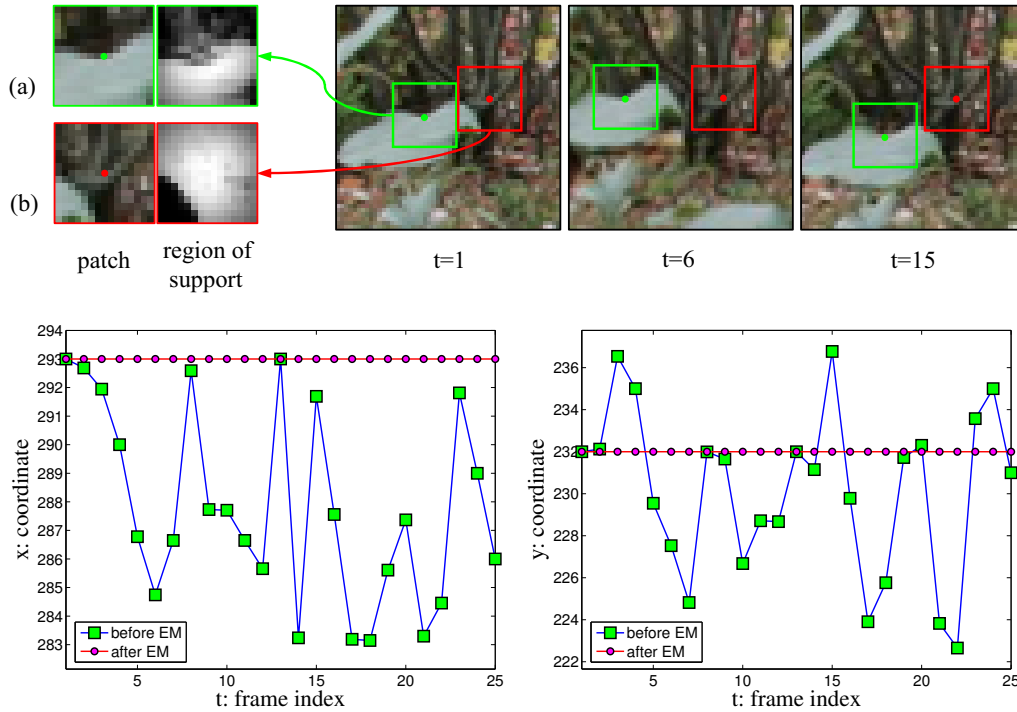 (a)
(b)
patch
region of
support
t=1
t=6
t=15
294
293
292
291
290
289
288
287
286
285
284
283
5
10
15
20
25
x: coordinate
t: frame index
before EM
after EM
236
234
232
230
228
226
224
222
5
10
15
20
25
y: coordinate
t: frame index
before EM
after EM